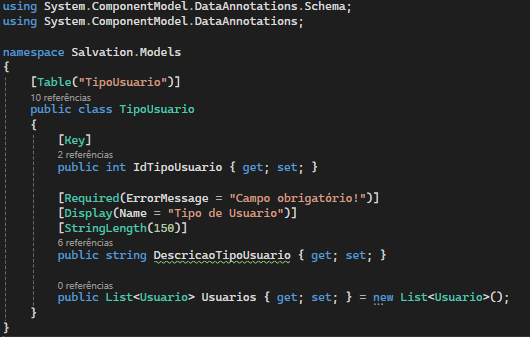 using System.ComponentModel.DataAnnotations.Schema;
using System.ComponentModel.DataAnnotations;
namespace Salvation.Models
{
[Table("TipoUsuario")]
10 referências
public class TipoUsuario
{
[Key]
2 referências
public int IdTipoUsuario { get; set; }
[Required(ErrorMessage = "Campo obrigatório!")]
[Display(Name = "Tipo de Usuario")]
[StringLength(150)]
6 referências
public string DescricaoTipoUsuario { get; set; }
0 referências
public List<Usuario> Usuarios { get; set; } = new List<Usuario>();
}
}